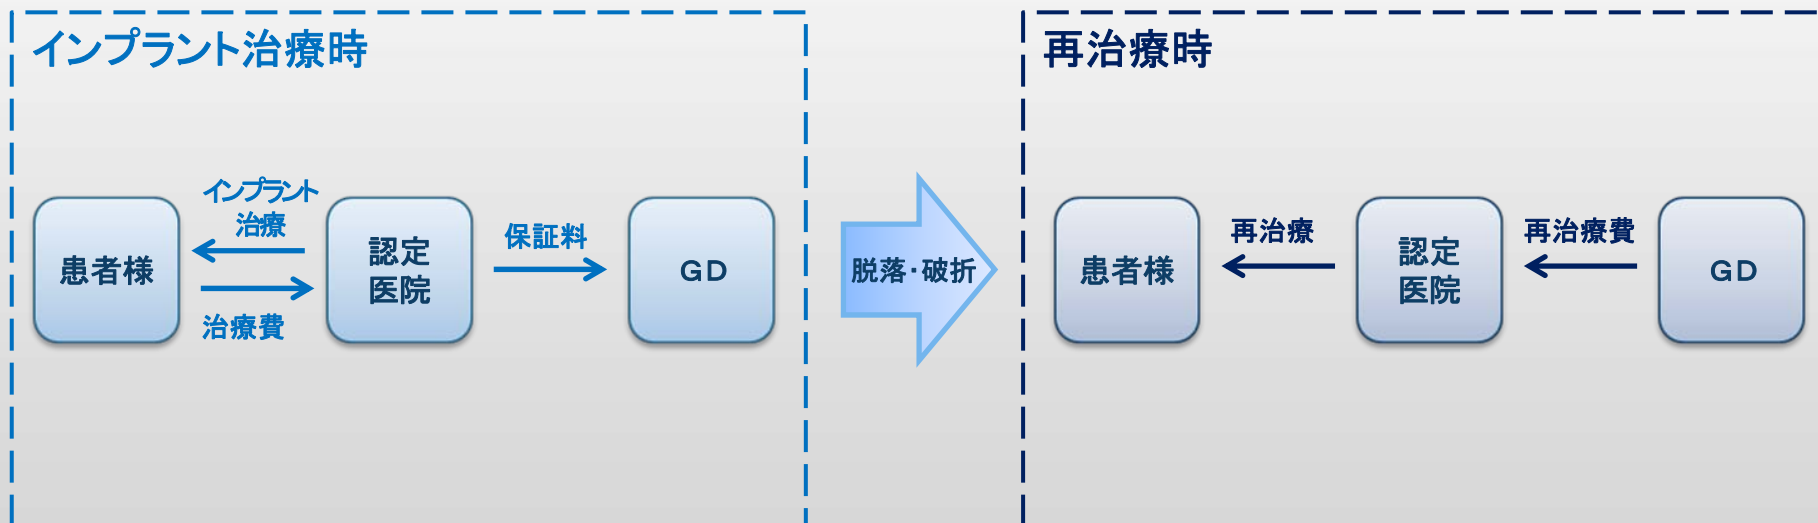 インプラント治療時
インプラント
治療
患者様
治療費
認定
医院
保証料
GD
脱落・破折
再治療時
患者様
再治療
認定
医院
再治療費
GD